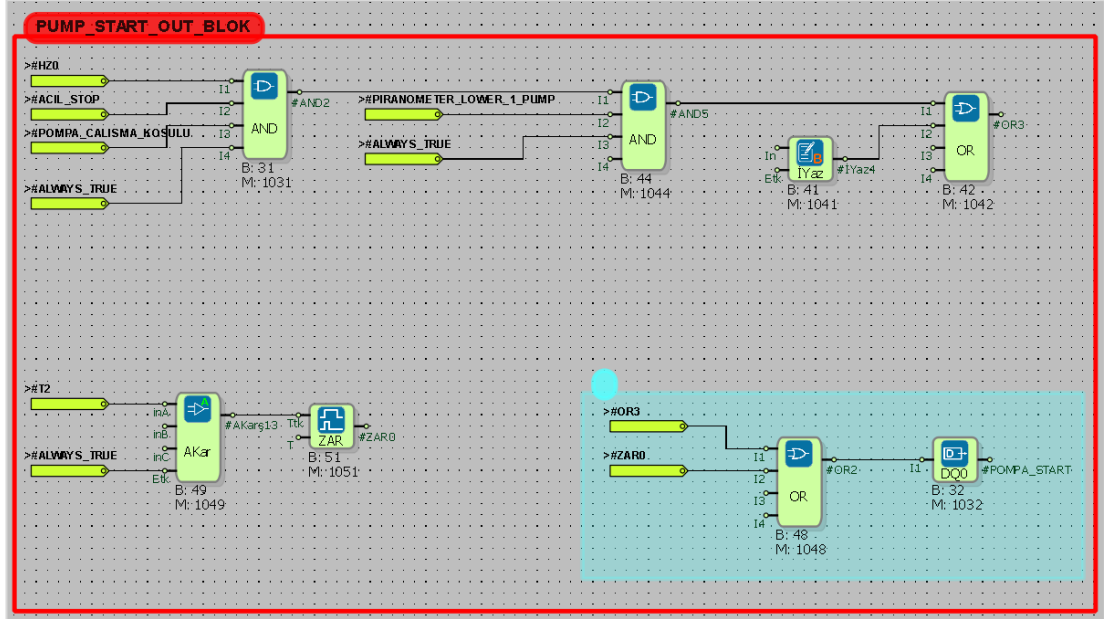 PUMP_START_OUT_BLOK
>#HZ0
>#ACIL_STOP
>#POMPA_CALISMA_KOSULU
>#ALWAYS_TRUE
I1
I2
I3
I4
AND
#AND2
B: 31
M: 1031
>#PIRANOMETER_LOWER_1_PUMP
>#ALWAYS_TRUE
I1
I2
I3
I4
AND
#AND5
B: 44
M: 1044
In
Etk
İYaz
#İYaz4
B: 41
M: 1041
I1
I2
I3
I4
OR
#OR3
B: 42
M: 1042
>#T2
>#ALWAYS_TRUE
inA
inB
inC
Etk
AKar
#AKarş13
B: 49
M: 1049
Ttk
T
ZAR
#ZAR0
B: 51
M: 1051
>#OR3
>#ZAR0
I1
I2
I3
I4
OR
#OR2
B: 48
M: 1048
I1
DQ0
#POMPA_START
B: 32
M: 1032